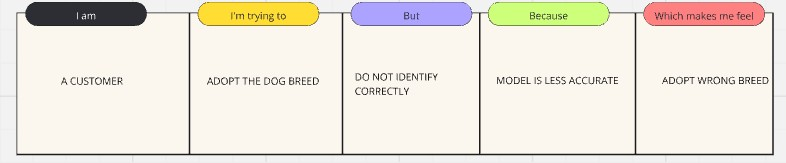 I am
I'm trying to
But
Because
Which makes me feel
A CUSTOMER
ADOPT THE DOG BREED
DO NOT IDENTIFY
CORRECTLY
MODEL IS LESS ACCURATE
ADOPT WRONG BREED